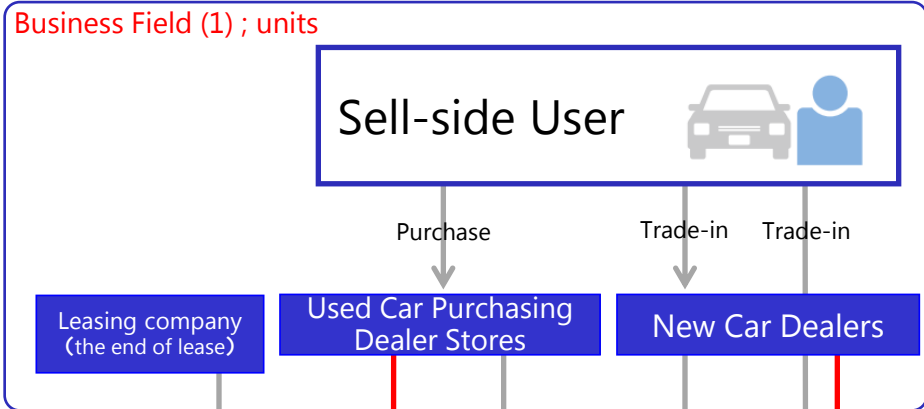 Business Field (1) ; units
Sell-side User
Purchase
Trade-in
Trade-in
Leasing company
(the end of lease)
Used Car Purchasing
Dealer Stores
New Car Dealers